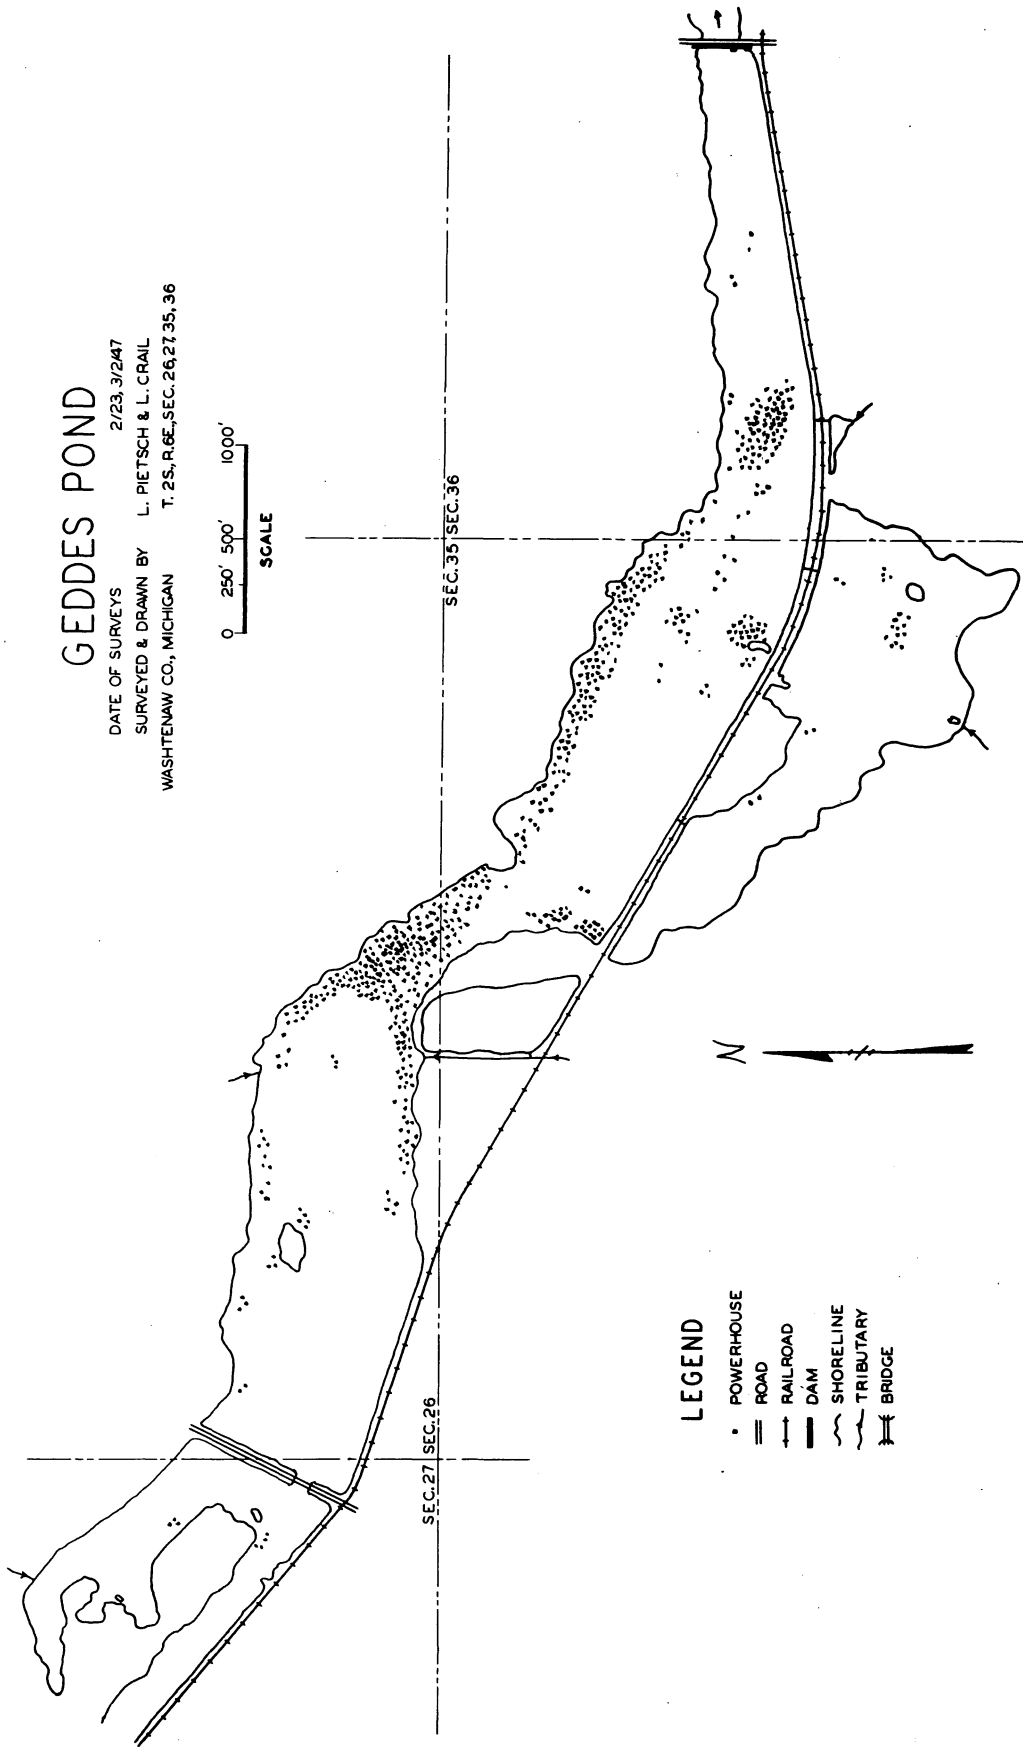 GEDDES POND
DATE OF SURVEYS 2/23, 3/2/47
SURVEYED & DRAWN BY L. PIETSCH & L. CRAIL
WASHTENAW CO., MICHIGAN T. 2S., R.6E., SEC. 26,27,35,36
0 250' 500' 1000'
SCALE
SEC. 35 SEC. 36
SEC. 27 SEC. 26
N
LEGEND
POWERHOUSE
ROAD
RAILROAD
DAM
SHORELINE
TRIBUTARY
BRIDGE